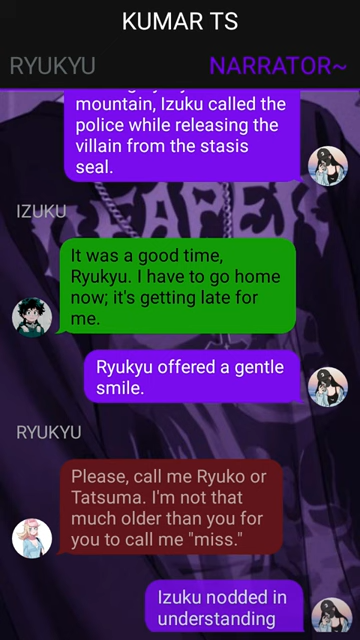 KUMAR TS
RYUKYU
NARRATOR~
mountain, Izuku called the
police while releasing the
villain from the stasis
seal.
REAPER
IZUKU
It was a good time,
Ryukyu. I have to go home
now; it's getting late for
me.
Ryukyu offered a gentle
smile.
RYUKYU
Please, call me Ryuko or
Tatsuma. I'm not that
much older than you for
you to call me "miss."
Izuku nodded in
understanding